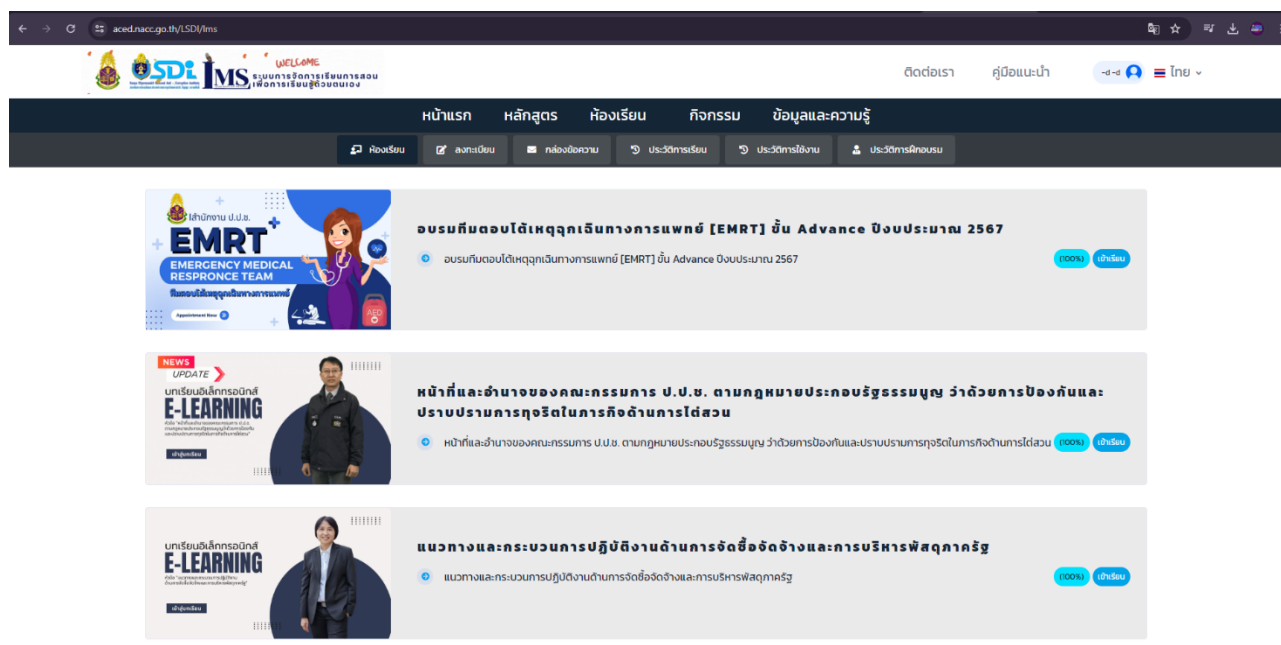 aced.nacc.go.th/LSDI/lms
SDi LMS WELCOME
ระบบการจัดการเรียนการสอน
เพื่อการเรียนรู้ด้วยตนเอง
ติดต่อเรา คู่มือแนะนำ -d-d ไทย
หน้าแรก หลักสูตร ห้องเรียน กิจกรรม ข้อมูลและความรู้
ห้องเรียน ลงทะเบียน กล่องข้อความ ประวัติการเรียน ประวัติการใช้งาน ประวัติการฝึกอบรม
สำนักงาน ป.ป.ช.
EMRT
EMERGENCY MEDICAL
RESPRONCE TEAM
ทีมตอบโต้เหตุฉุกเฉินทางการแพทย์
Appointment Now
AED
อบรมทีมตอบโต้เหตุฉุกเฉินทางการแพทย์ [EMRT] ขั้น Advance ปีงบประมาณ 2567
อบรมทีมตอบโต้เหตุฉุกเฉินทางการแพทย์ [EMRT] ขั้น Advance ปีงบประมาณ 2567 (100%) เข้าเรียน
NEWS
UPDATE
บทเรียนอิเล็กทรอนิกส์
E-LEARNING
เข้าสู่บทเรียน
หน้าที่และอำนาจของคณะกรรมการ ป.ป.ช. ตามกฎหมายประกอบรัฐธรรมนูญ ว่าด้วยการป้องกันและ
ปราบปรามการทุจริตในภารกิจด้านการไต่สวน
หน้าที่และอำนาจของคณะกรรมการ ป.ป.ช. ตามกฎหมายประกอบรัฐธรรมนูญ ว่าด้วยการป้องกันและปราบปรามการทุจริตในภารกิจด้านการไต่สวน (100%) เข้าเรียน
บทเรียนอิเล็กทรอนิกส์
E-LEARNING
เข้าสู่บทเรียน
แนวทางและกระบวนการปฏิบัติงานด้านการจัดซื้อจัดจ้างและการบริหารพัสดุภาครัฐ
แนวทางและกระบวนการปฏิบัติงานด้านการจัดซื้อจัดจ้างและการบริหารพัสดุภาครัฐ (100%) เข้าเรียน